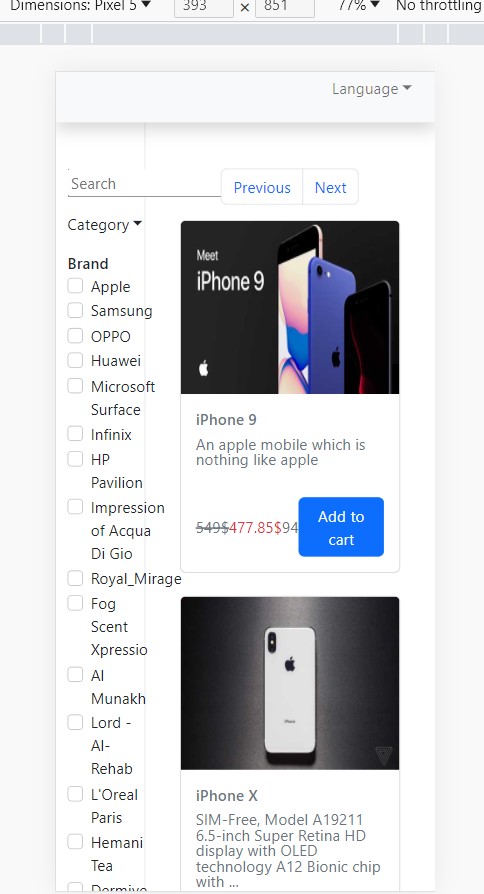 Dimensions: Pixel 5 393 × 851 77% No throttling
Language
Search
Previous Next
Category
Brand
Apple
Samsung
OPPO
Huawei
Microsoft
Surface
Infinix
HP
Pavilion
Impression
of Acqua
Di Gio
Royal_Mirage
Fog
Scent
Xpressio
Al
Munakh
Lord -
Al-
Rehab
L'Oreal
Paris
Hemani
Tea
Dermive
Meet
iPhone 9
iPhone 9
An apple mobile which is
nothing like apple
549$477.85$94
Add to
cart
iPhone
iPhone X
SIM-Free, Model A19211
6.5-inch Super Retina HD
display with OLED
technology A12 Bionic chip
with ...